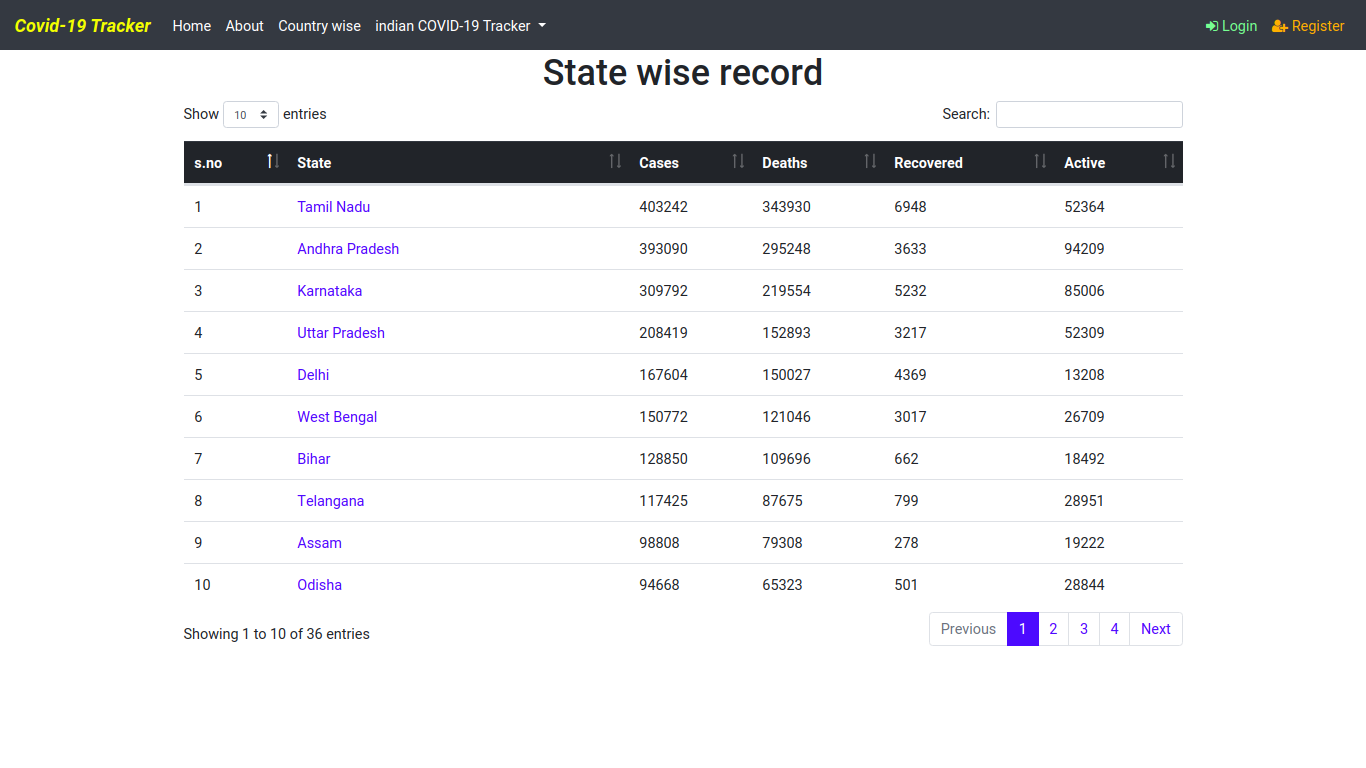 Covid-19 Tracker Home About Country wise indian COVID-19 Tracker Login Register
State wise record
Show 10 entries Search:
s.no State Cases Deaths Recovered Active
1 Tamil Nadu 403242 343930 6948 52364
2 Andhra Pradesh 393090 295248 3633 94209
3 Karnataka 309792 219554 5232 85006
4 Uttar Pradesh 208419 152893 3217 52309
5 Delhi 167604 150027 4369 13208
6 West Bengal 150772 121046 3017 26709
7 Bihar 128850 109696 662 18492
8 Telangana 117425 87675 799 28951
9 Assam 98808 79308 278 19222
10 Odisha 94668 65323 501 28844
Showing 1 to 10 of 36 entries Previous 1 2 3 4 Next